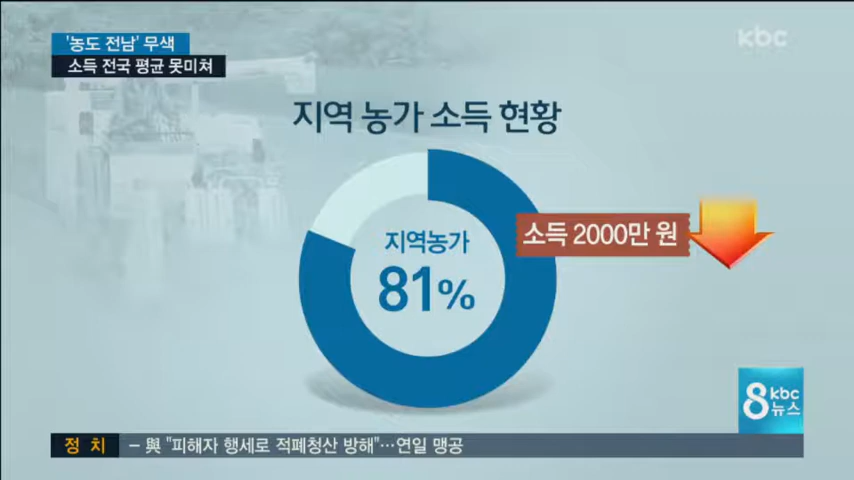 '농도 전남' 무색
kbc
소득 전국 평균 못미쳐
지역 농가 소득 현황
지역농가
81%
소득 2000만 원
8 kbc
뉴스
정 치 - 與 "피해자 행세로 적폐청산 방해"…연일 맹공